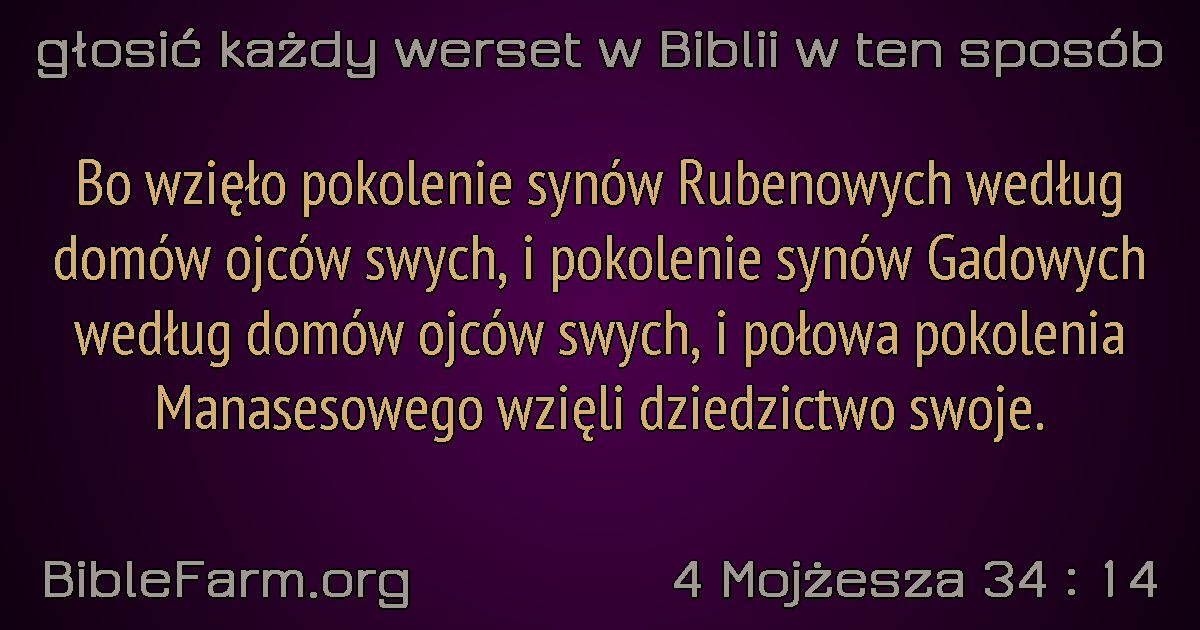 głosić każdy werset w Biblii w ten sposób
Bo wzięło pokolenie synów Rubenowych według
domów ojców swych, i pokolenie synów Gadowych
według domów ojców swych, i połowa pokolenia
Manasesowego wzięli dziedzictwo swoje.
BibleFarm.org
4 Mojżesza 34 : 14